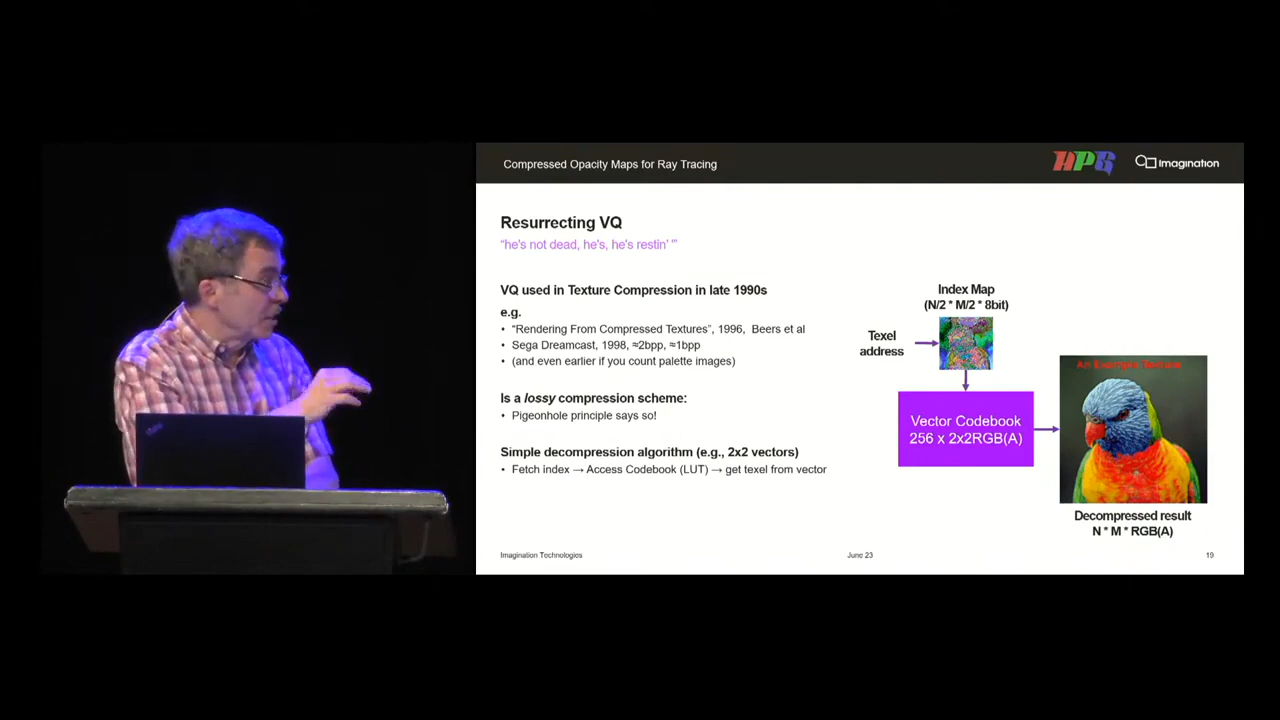 Compressed Opacity Maps for Ray Tracing
HPG
Imagination
Resurrecting VQ
"he's not dead, he's, he's restin' '"
VQ used in Texture Compression in late 1990s
e.g.
• "Rendering From Compressed Textures", 1996, Beers et al
• Sega Dreamcast, 1998, ≈2bpp, ≈1bpp
• (and even earlier if you count palette images)
Is a lossy compression scheme:
• Pigeonhole principle says so!
Simple decompression algorithm (e.g., 2x2 vectors)
• Fetch index → Access Codebook (LUT) → get texel from vector
Index Map
(N/2 * M/2 * 8bit)
Texel
address
Vector Codebook
256 x 2x2RGB(A)
An Example Texture
Decompressed result
N * M * RGB(A)
Imagination Technologies
June 23
19